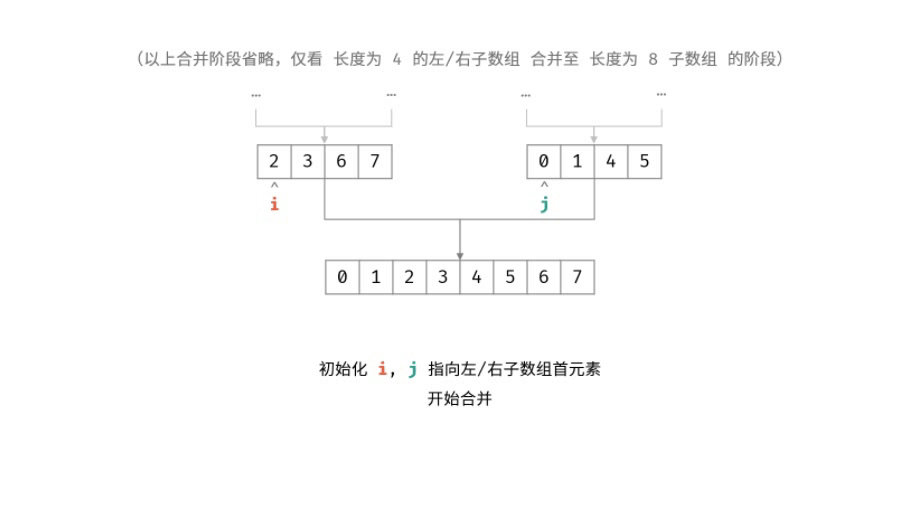 （以上合并阶段省略，仅看 长度为 4 的左/右子数组 合并至 长度为 8 子数组 的阶段）
… … … …
2 3 6 7 0 1 4 5
^ ^
i j
0 1 2 3 4 5 6 7
初始化 i, j 指向左/右子数组首元素
开始合并